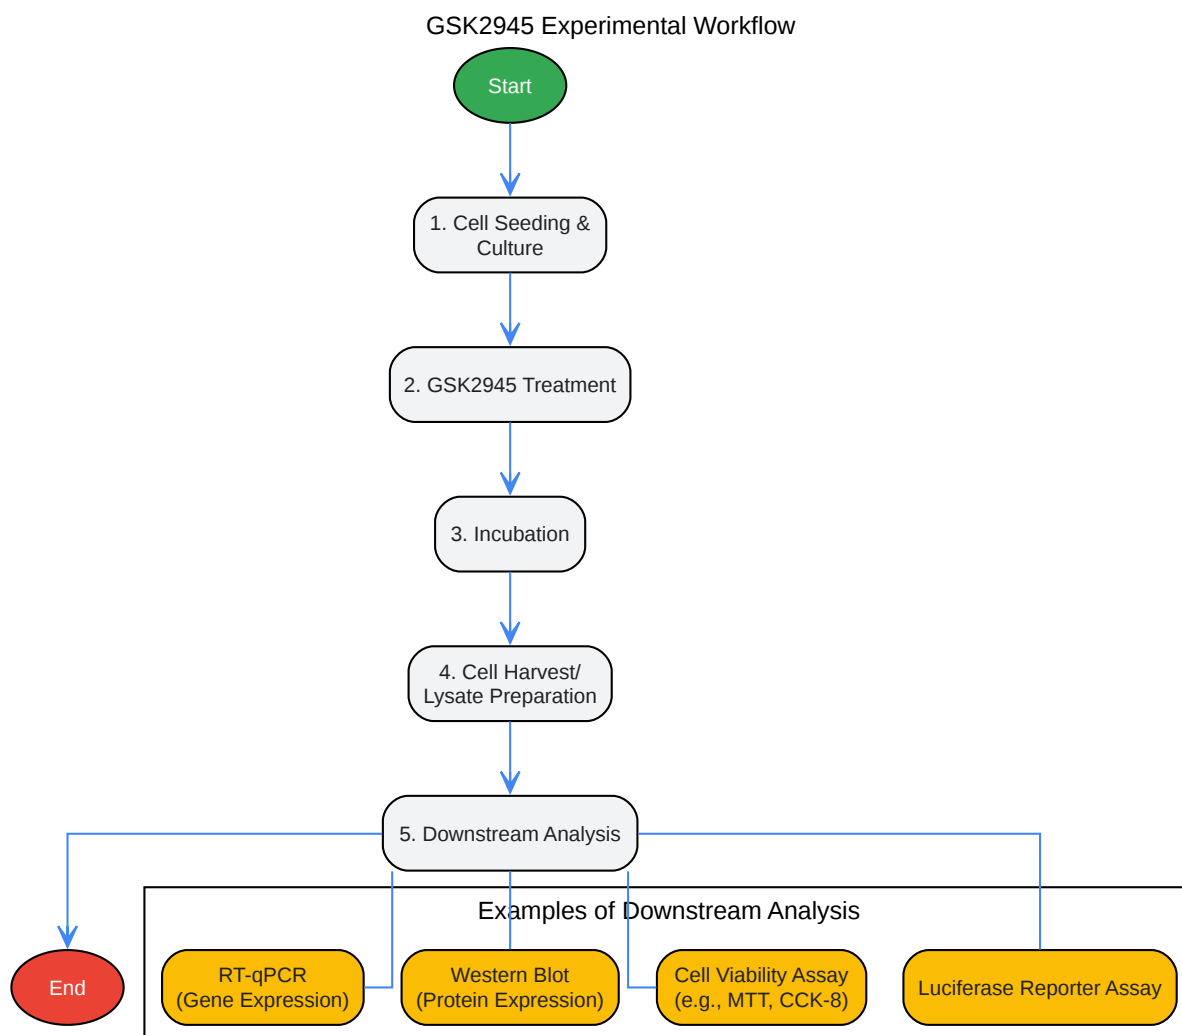 GSK2945 Experimental Workflow
Start
1. Cell Seeding &
Culture
2. GSK2945 Treatment
3. Incubation
4. Cell Harvest/
Lysate Preparation
5. Downstream Analysis
Examples of Downstream Analysis
End
RT-qPCR
(Gene Expression)
Western Blot
(Protein Expression)
Cell Viability Assay
(e.g., MTT, CCK-8)
Luciferase Reporter Assay